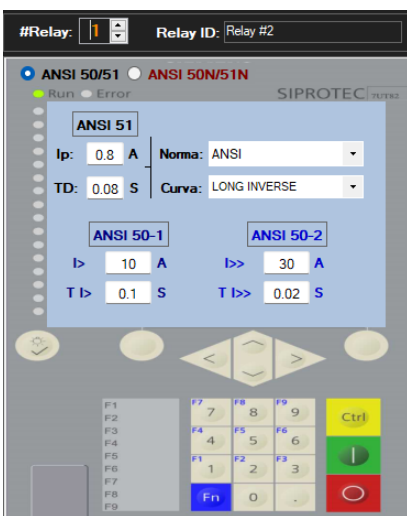 #Relay: 1 Relay ID: Relay #2
ANSI 50/51 ANSI 50N/51N
Run Error SIPROTEC 7UT82
ANSI 51
Ip: 0.8 A Norma: ANSI
TD: 0.08 S Curva: LONG INVERSE
ANSI 50-1 ANSI 50-2
I> 10 A I>> 30 A
T I> 0.1 S T I>> 0.02 S
F1
F2
F3
F4
F5
F6
F7
F8
F9
F7 7 F8 8 F9 9 Ctrl
F4 4 F5 5 F6 6
F1 1 F2 2 F3 3
Fn 0 .